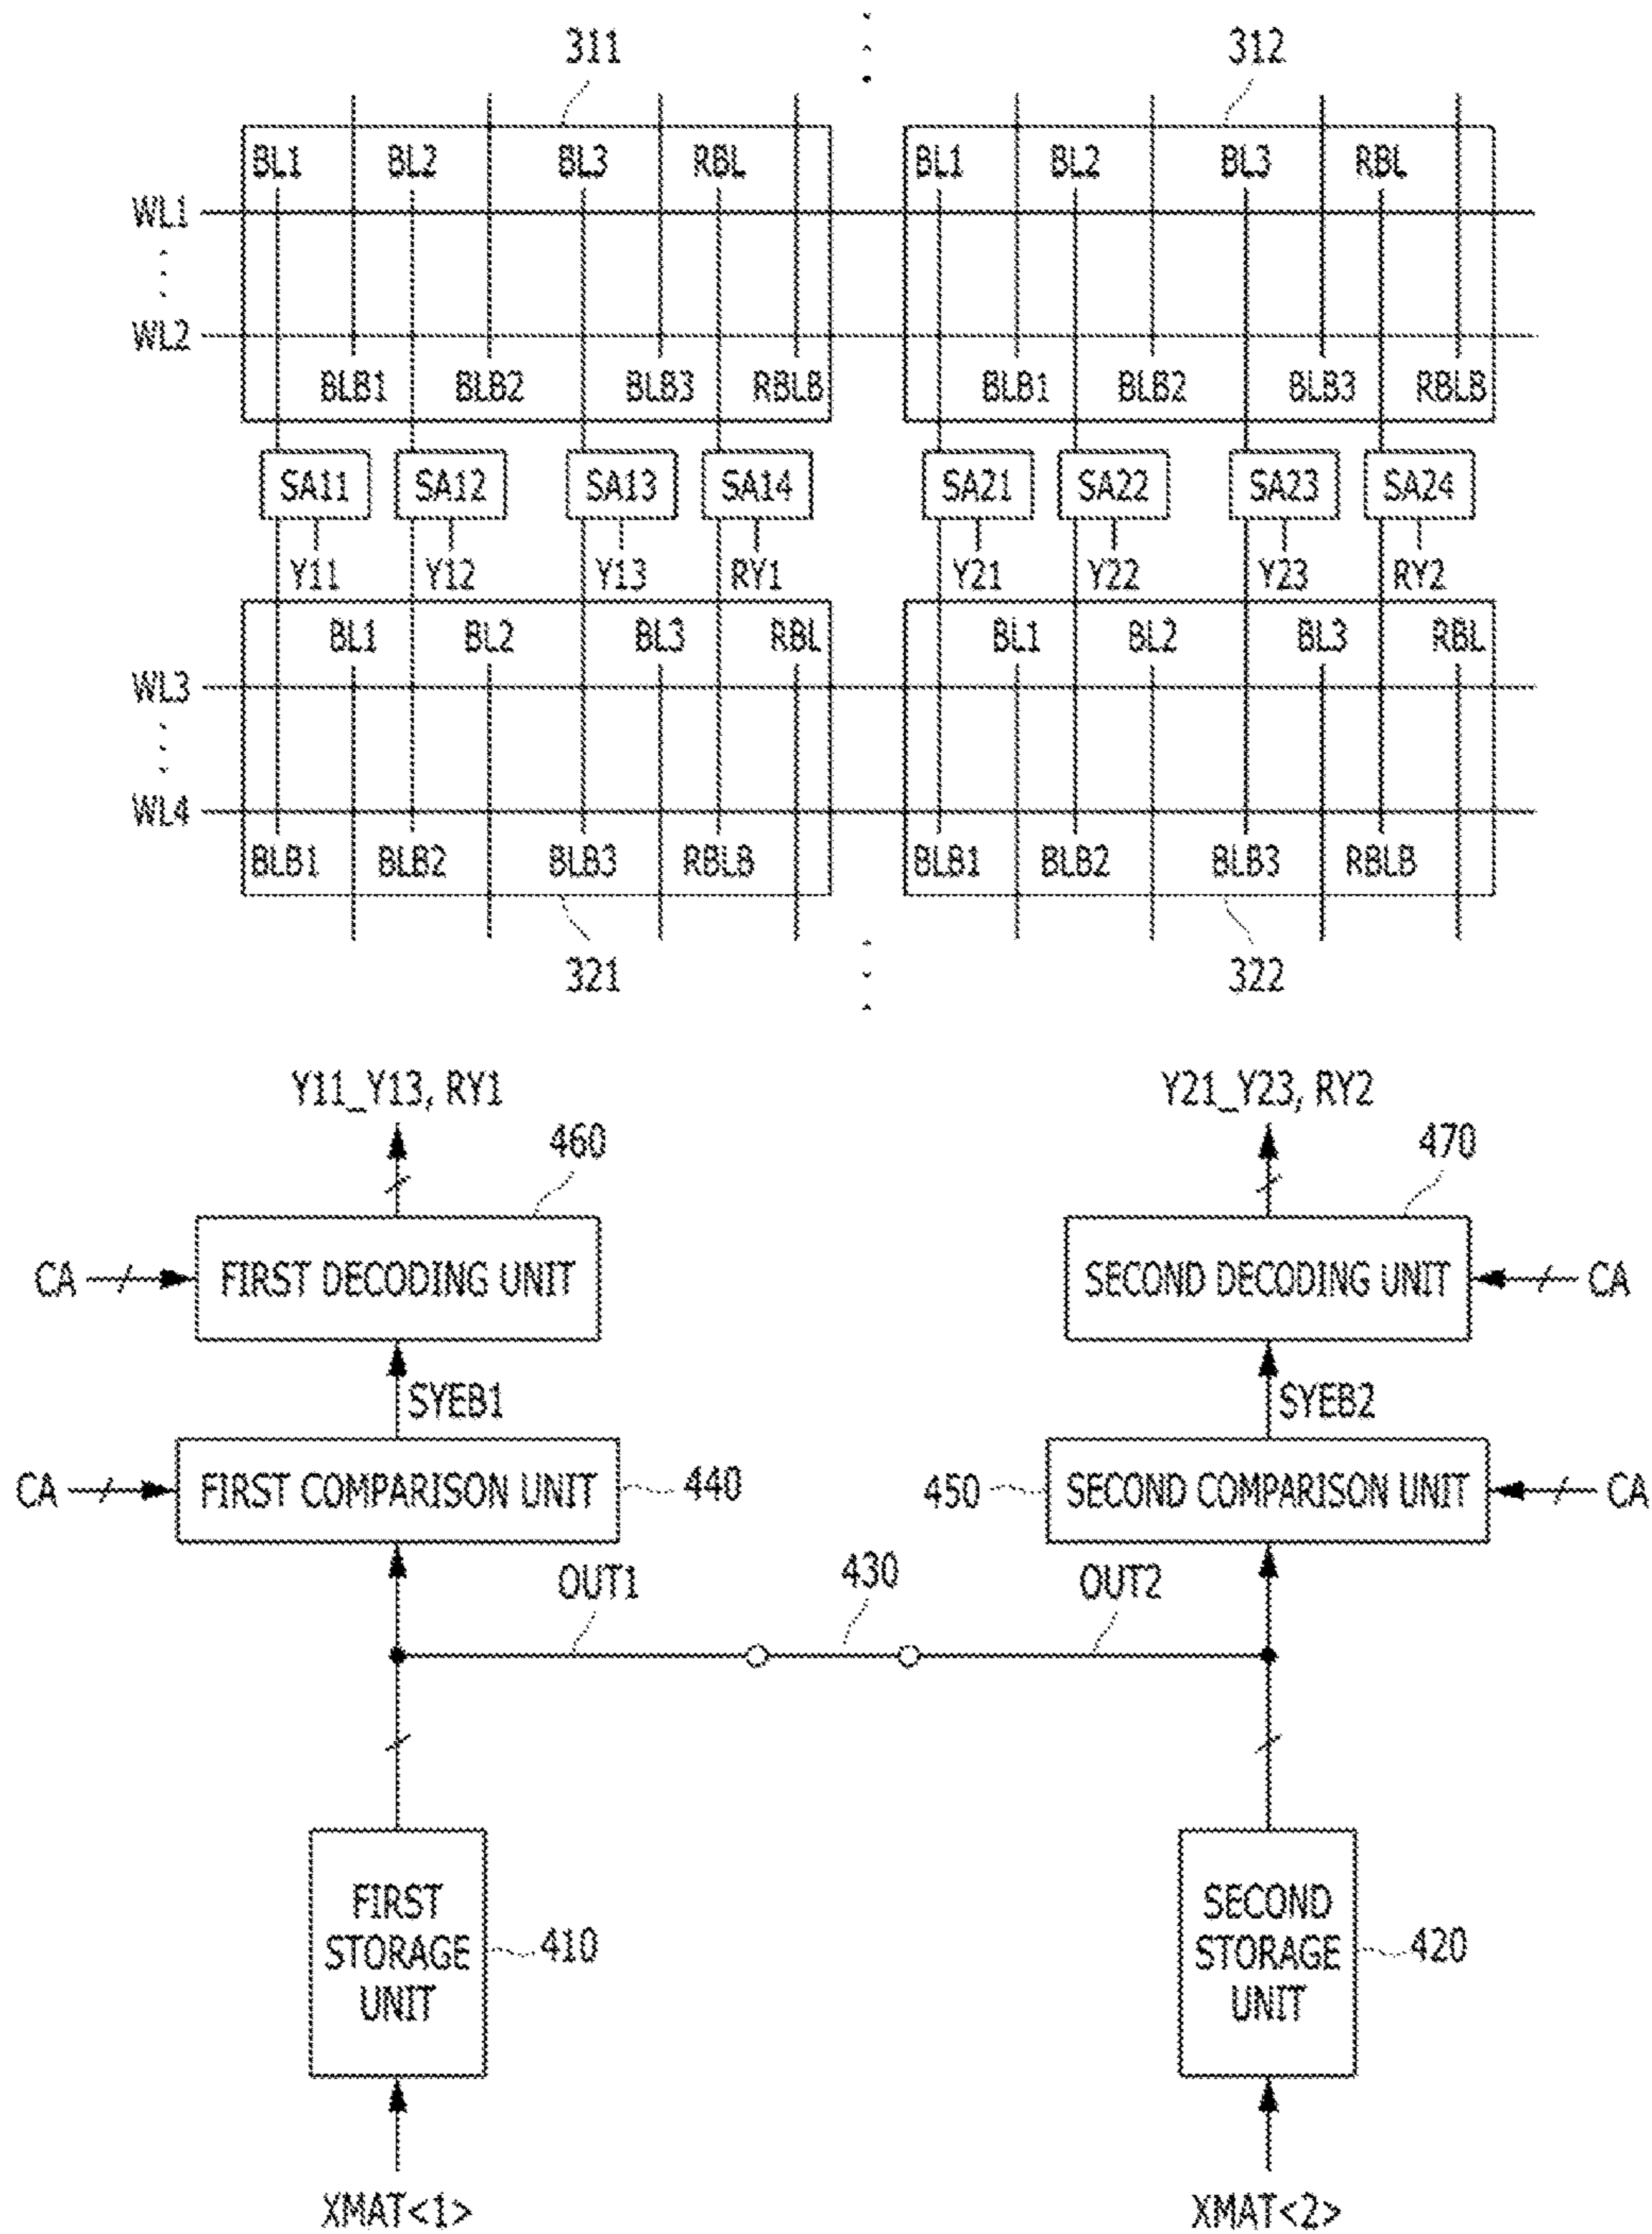 311 312
BL1 BL2 BL3 RBL BL1 BL2 BL3 RBL
WL1
WL2
BLB1 BLB2 BLB3 RBLB BLB1 BLB2 BLB3 RBLB
SA11 SA12 SA13 SA14 SA21 SA22 SA23 SA24
Y11 Y12 Y13 RY1 Y21 Y22 Y23 RY2
BL1 BL2 BL3 RBL BL1 BL2 BL3 RBL
WL3
WL4
BLB1 BLB2 BLB3 RBLB BLB1 BLB2 BLB3 RBLB
321 322
Y11_Y13, RY1 Y21_Y23, RY2
460 470
CA FIRST DECODING UNIT SECOND DECODING UNIT CA
SYEB1 SYEB2
CA FIRST COMPARISON UNIT 440 450 SECOND COMPARISON UNIT CA
OUT1 430 OUT2
FIRST
STORAGE
UNIT
410
SECOND
STORAGE
UNIT
420
XMAT<1> XMAT<2>